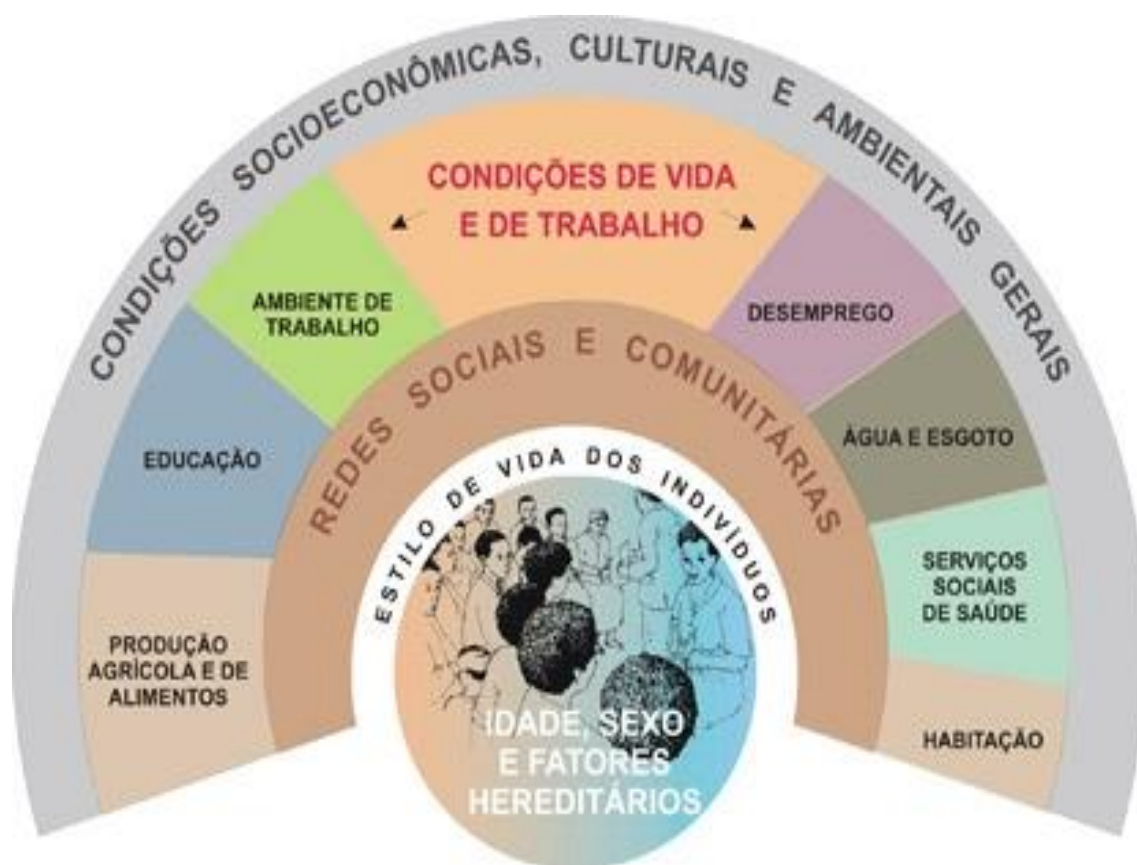 CONDIÇÕES SOCIOECONÔMICAS, CULTURAIS E AMBIENTAIS GERAIS
CONDIÇÕES DE VIDA
E DE TRABALHO
AMBIENTE DE
TRABALHO
DESEMPREGO
REDES SOCIAIS E COMUNITÁRIAS
EDUCAÇÃO
ÁGUA E ESGOTO
ESTILO DE VIDA DOS INDIVÍDUOS
SERVIÇOS
SOCIAIS
DE SAÚDE
PRODUÇÃO
AGRÍCOLA E DE
ALIMENTOS
HABITAÇÃO
IDADE, SEXO
E FATORES
HEREDITÁRIOS